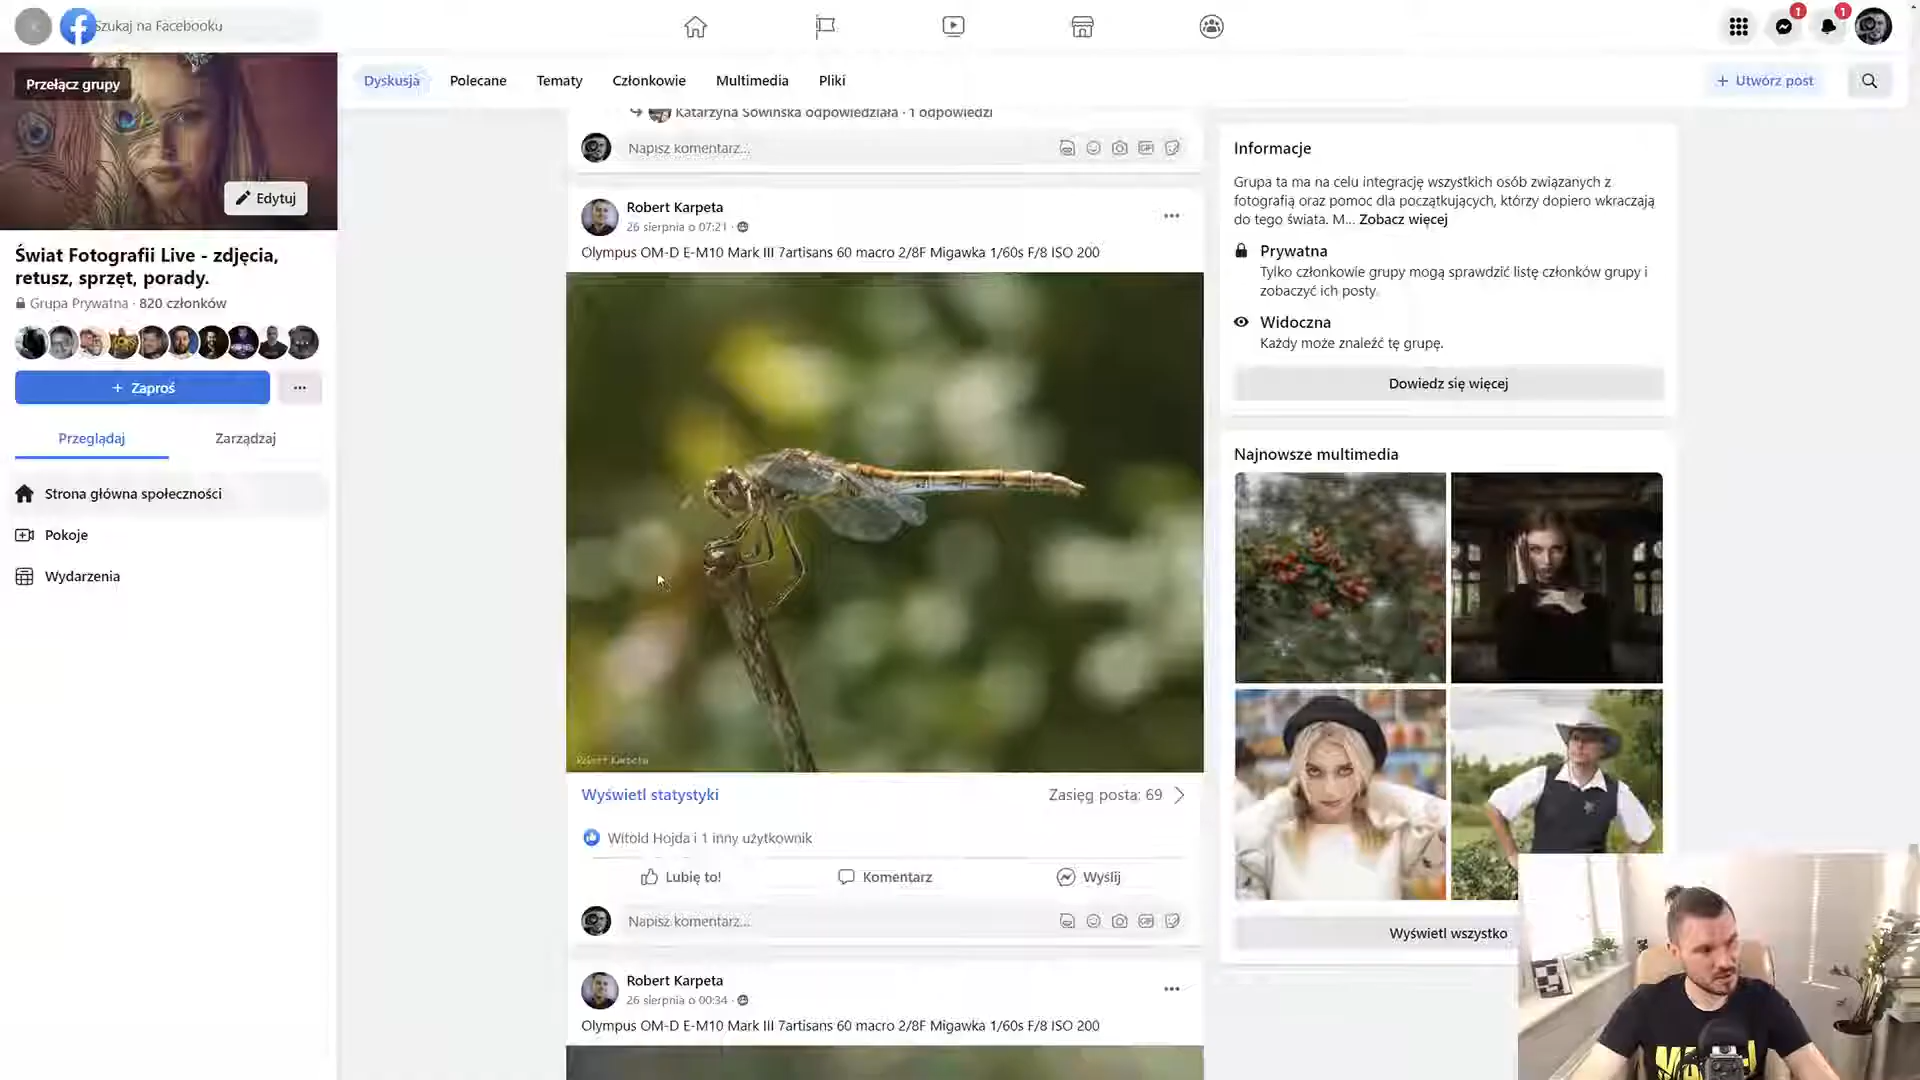 Szukaj na Facebooku
1
1
Przełącz grupy
Edytuj
Świat Fotografii Live - zdjęcia,
retusz, sprzęt, porady.
Grupa Prywatna · 820 członków
+ Zaproś
Przeglądaj
Zarządzaj
Strona główna społeczności
Pokoje
Wydarzenia
Dyskusja
Polecane
Tematy
Członkowie
Multimedia
Pliki
+ Utwórz post
Katarzyna Sowińska odpowiedziała · 1 odpowiedzi
Napisz komentarz...
Robert Karpeta
26 sierpnia o 07:21 ·
Olympus OM-D E-M10 Mark III 7artisans 60 macro 2/8F Migawka 1/60s F/8 ISO 200
Robert Karpeta
Wyświetl statystyki
Zasięg posta: 69
Witold Hojda i 1 inny użytkownik
Lubię to!
Komentarz
Wyślij
Napisz komentarz...
Robert Karpeta
26 sierpnia o 00:34 ·
Olympus OM-D E-M10 Mark III 7artisans 60 macro 2/8F Migawka 1/60s F/8 ISO 200
Informacje
Grupa ta ma na celu integrację wszystkich osób związanych z
fotografią oraz pomoc dla początkujących, którzy dopiero wkraczają
do tego świata. M... Zobacz więcej
Prywatna
Tylko członkowie grupy mogą sprawdzić listę członków grupy i
zobaczyć ich posty.
Widoczna
Każdy może znaleźć tę grupę.
Dowiedz się więcej
Najnowsze multimedia
Wyświetl wszystko